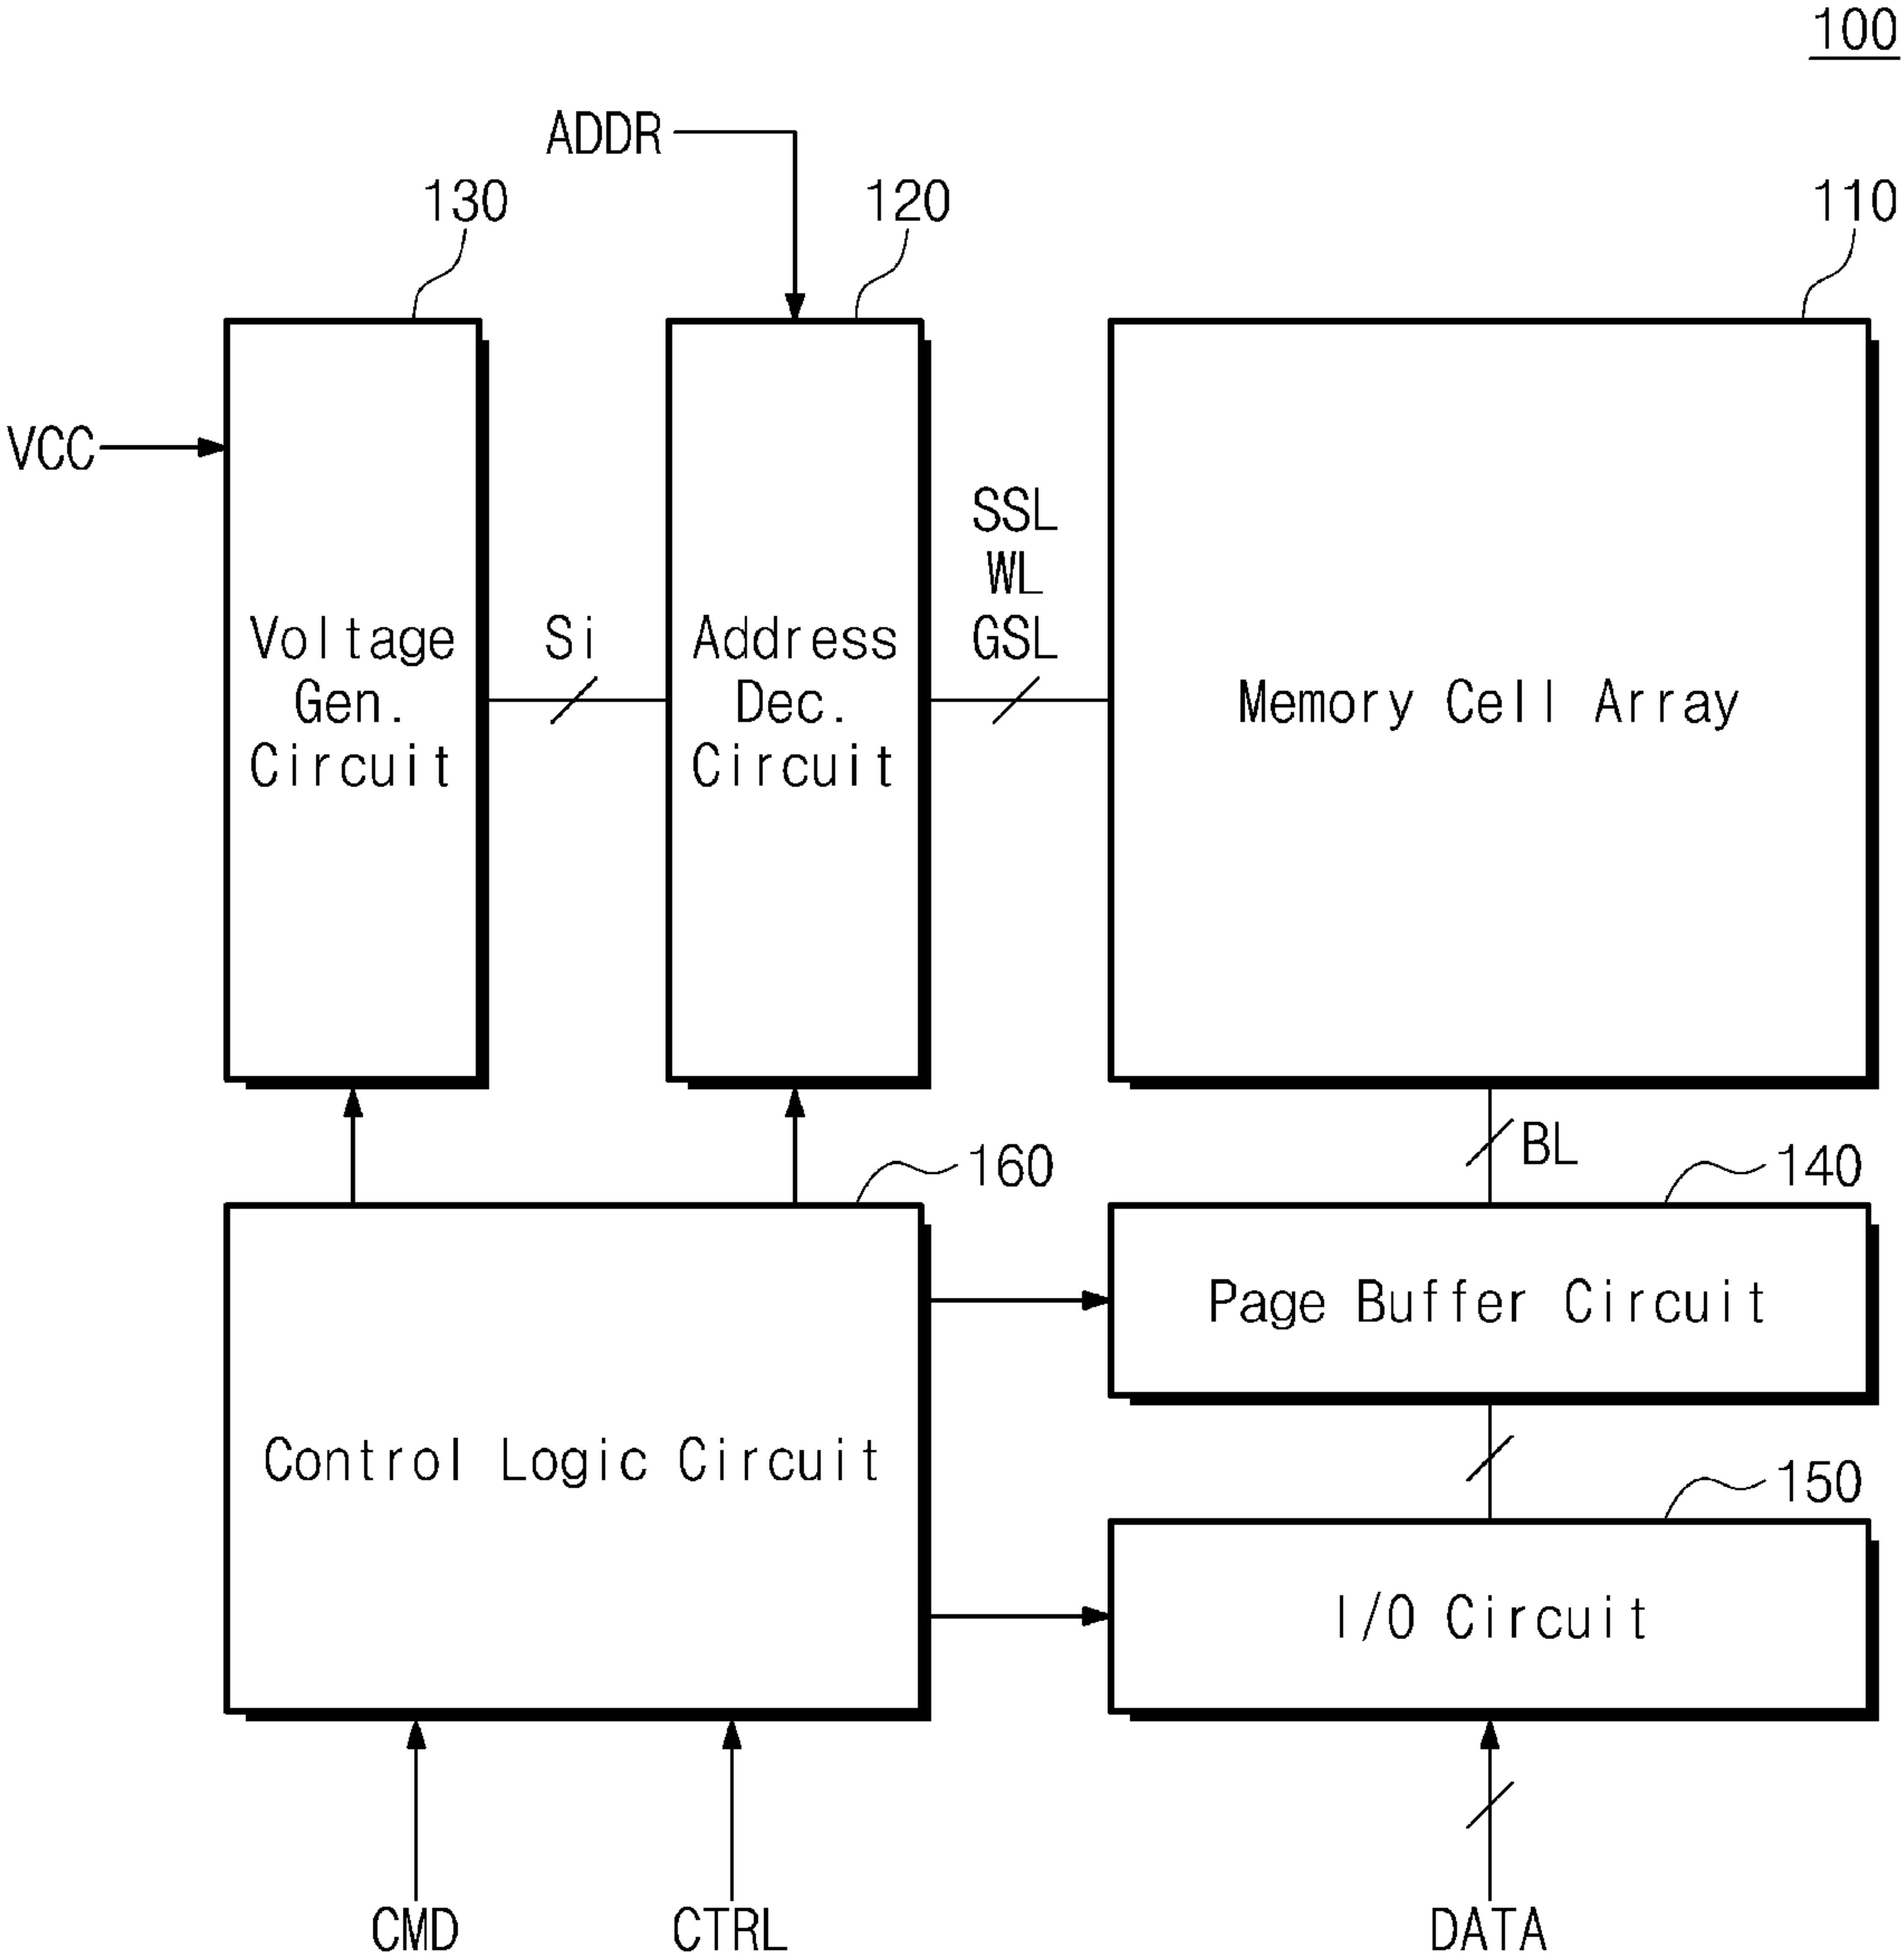 100
ADDR
130
120
110
VCC
SSL
WL
GSL
Voltage
Gen.
Circuit
Si
Address
Dec.
Circuit
Memory Cell Array
BL
160
140
Page Buffer Circuit
Control Logic Circuit
150
I/O Circuit
CMD
CTRL
DATA